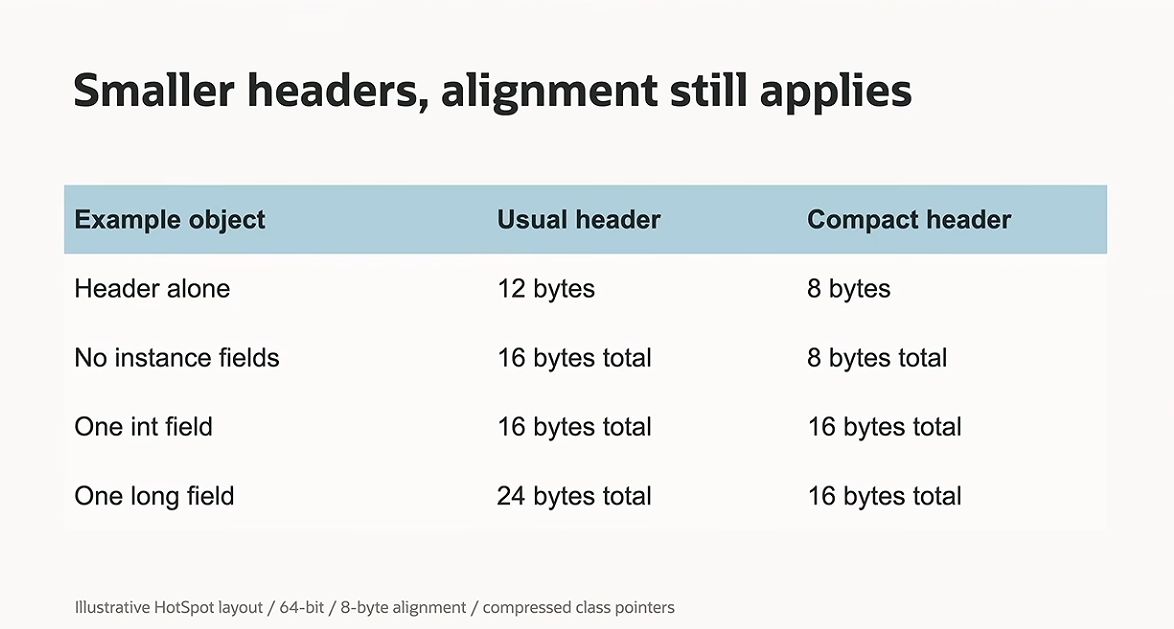 Smaller headers, alignment still applies
Example object Usual header Compact header
Header alone 12 bytes 8 bytes
No instance fields 16 bytes total 8 bytes total
One int field 16 bytes total 16 bytes total
One long field 24 bytes total 16 bytes total
Illustrative HotSpot layout / 64-bit / 8-byte alignment / compressed class pointers